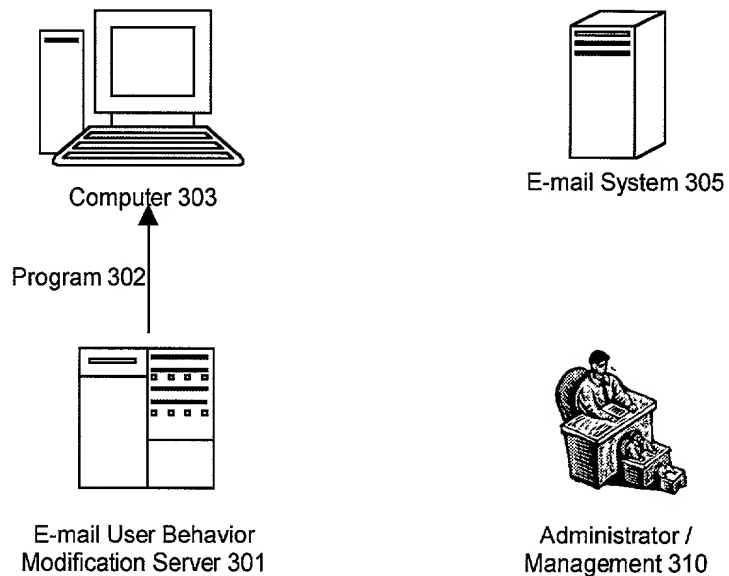 Computer 303
E-mail System 305
Program 302
E-mail User Behavior
Modification Server 301
Administrator /
Management 310